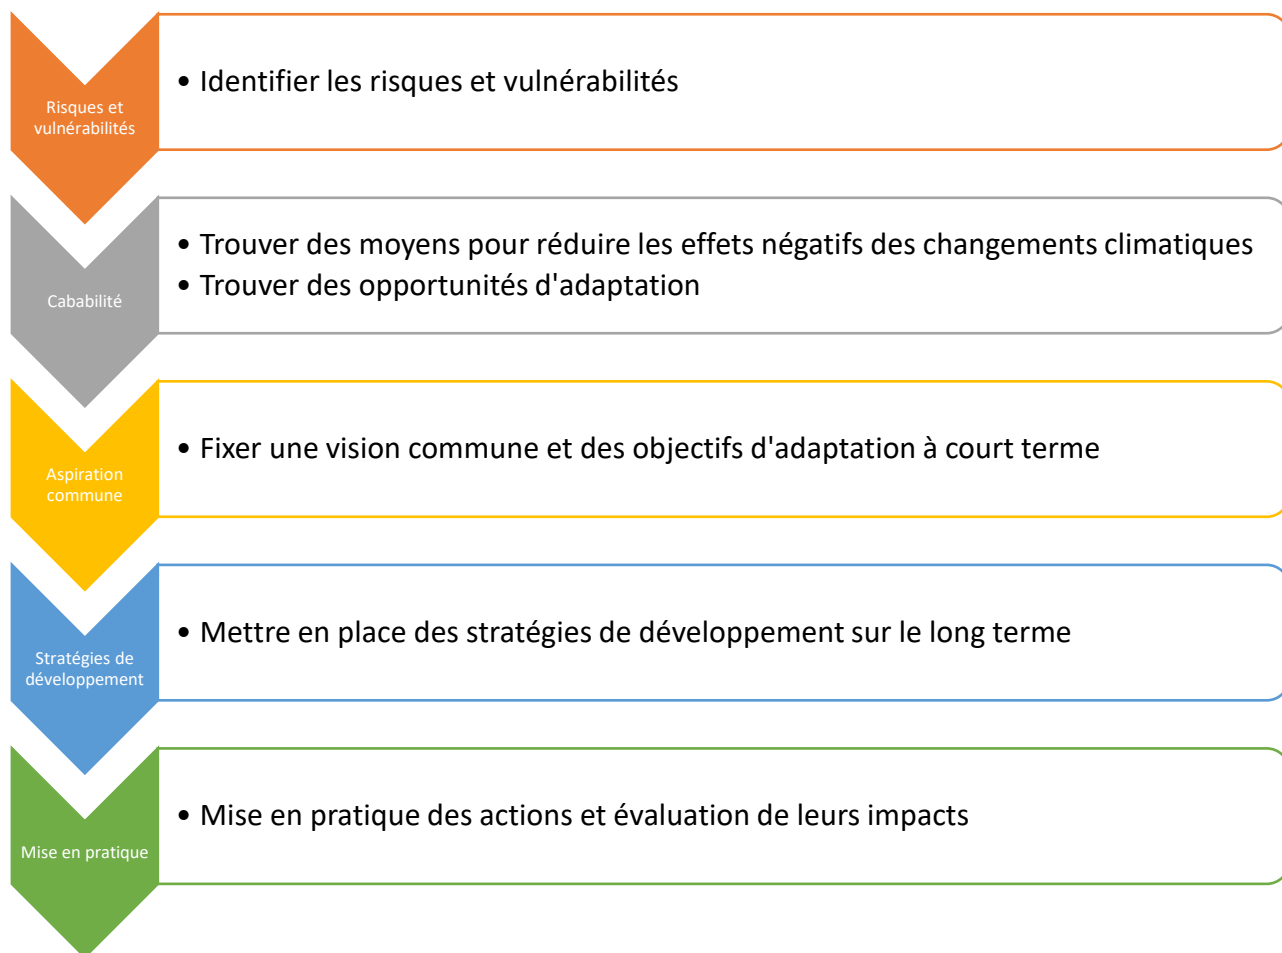 Risques et
vulnérabilités
• Identifier les risques et vulnérabilités
Cababilité
• Trouver des moyens pour réduire les effets négatifs des changements climatiques
• Trouver des opportunités d'adaptation
Aspiration
commune
• Fixer une vision commune et des objectifs d'adaptation à court terme
Stratégies de
développement
• Mettre en place des stratégies de développement sur le long terme
Mise en pratique
• Mise en pratique des actions et évaluation de leurs impacts